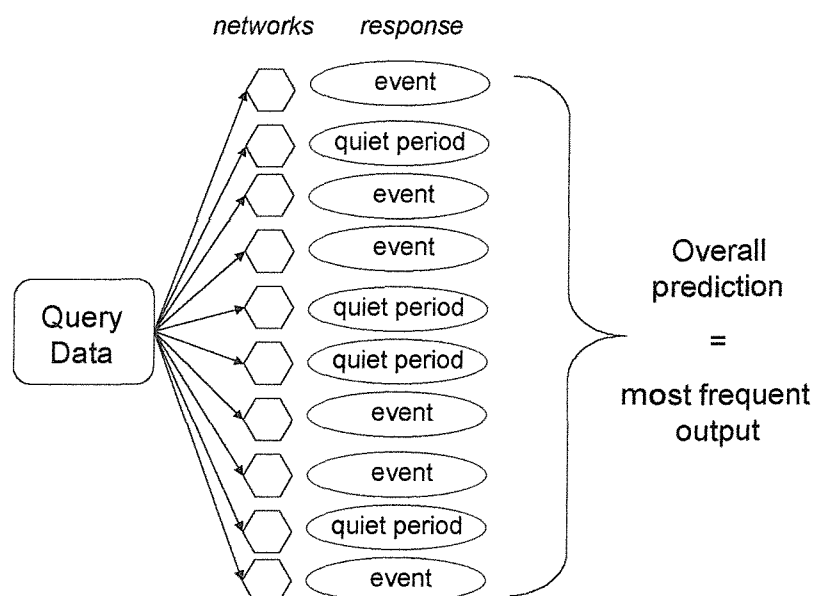 networks response
event
quiet period
event
event
quiet period
quiet period
event
event
quiet period
event
Query
Data
Overall
prediction
=
most frequent
output